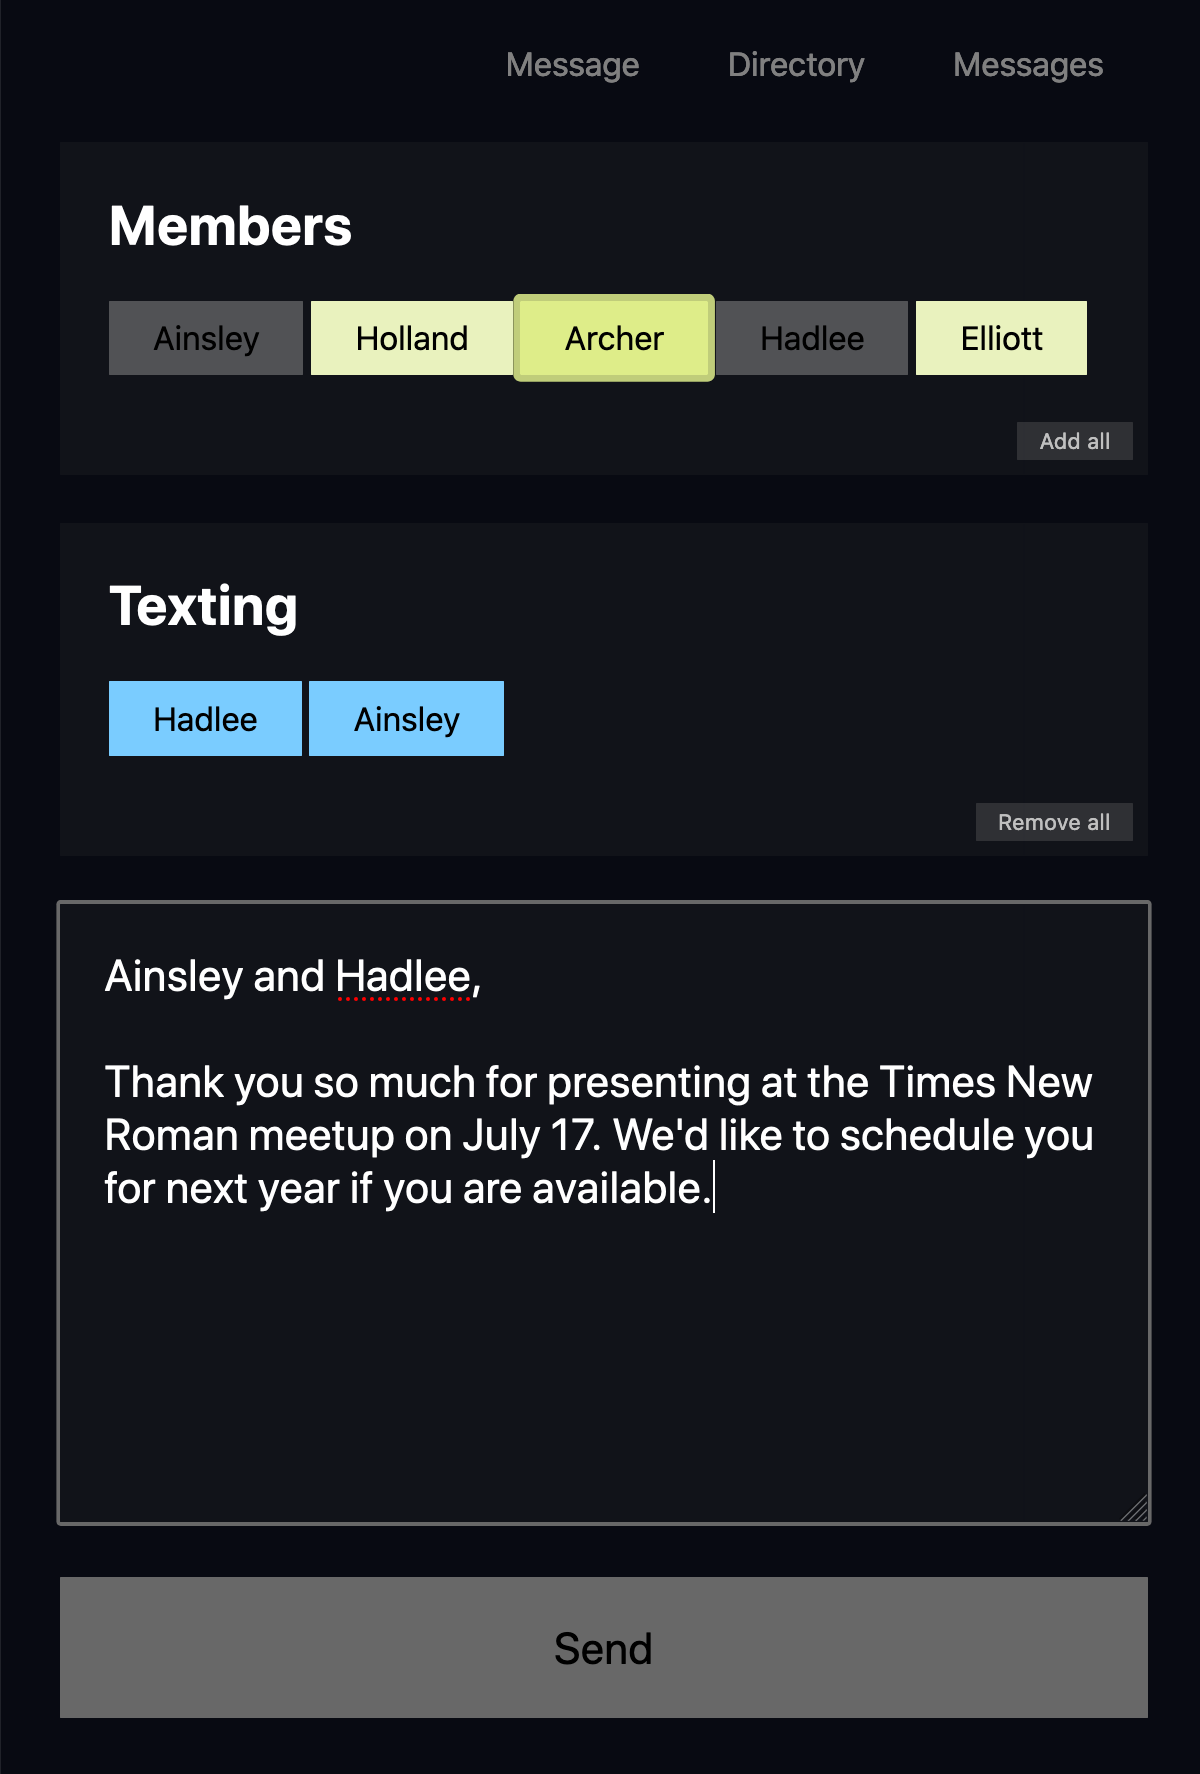 Message Directory Messages
Members
Ainsley Holland Archer Hadlee Elliott
Add all
Texting
Hadlee Ainsley
Remove all
Ainsley and Hadlee,
Thank you so much for presenting at the Times New
Roman meetup on July 17. We'd like to schedule you
for next year if you are available.
Send